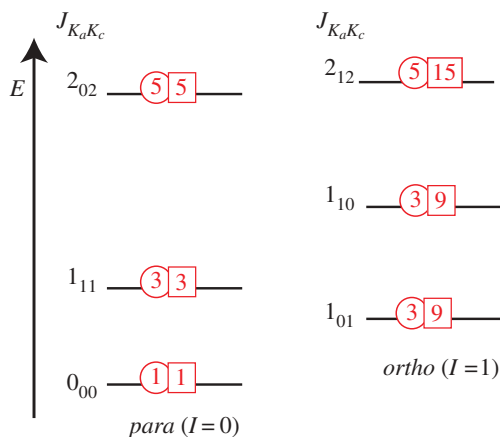 J_{K_aK_c}
E
2_{02} 5 5
1_{11} 3 3
0_{00} 1 1
para (I = 0)
J_{K_aK_c}
2_{12} 5 15
1_{10} 3 9
1_{01} 3 9
ortho (I = 1)